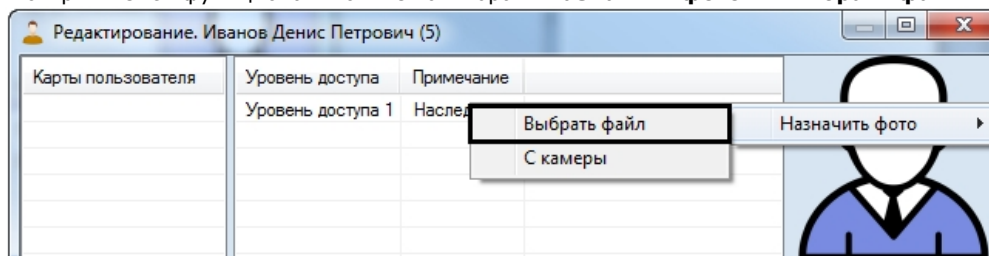 Редактирование. Иванов Денис Петрович (5)
Карты пользователя Уровень доступа Примечание
Уровень доступа 1
Выбрать файл Назначить фото
С камеры